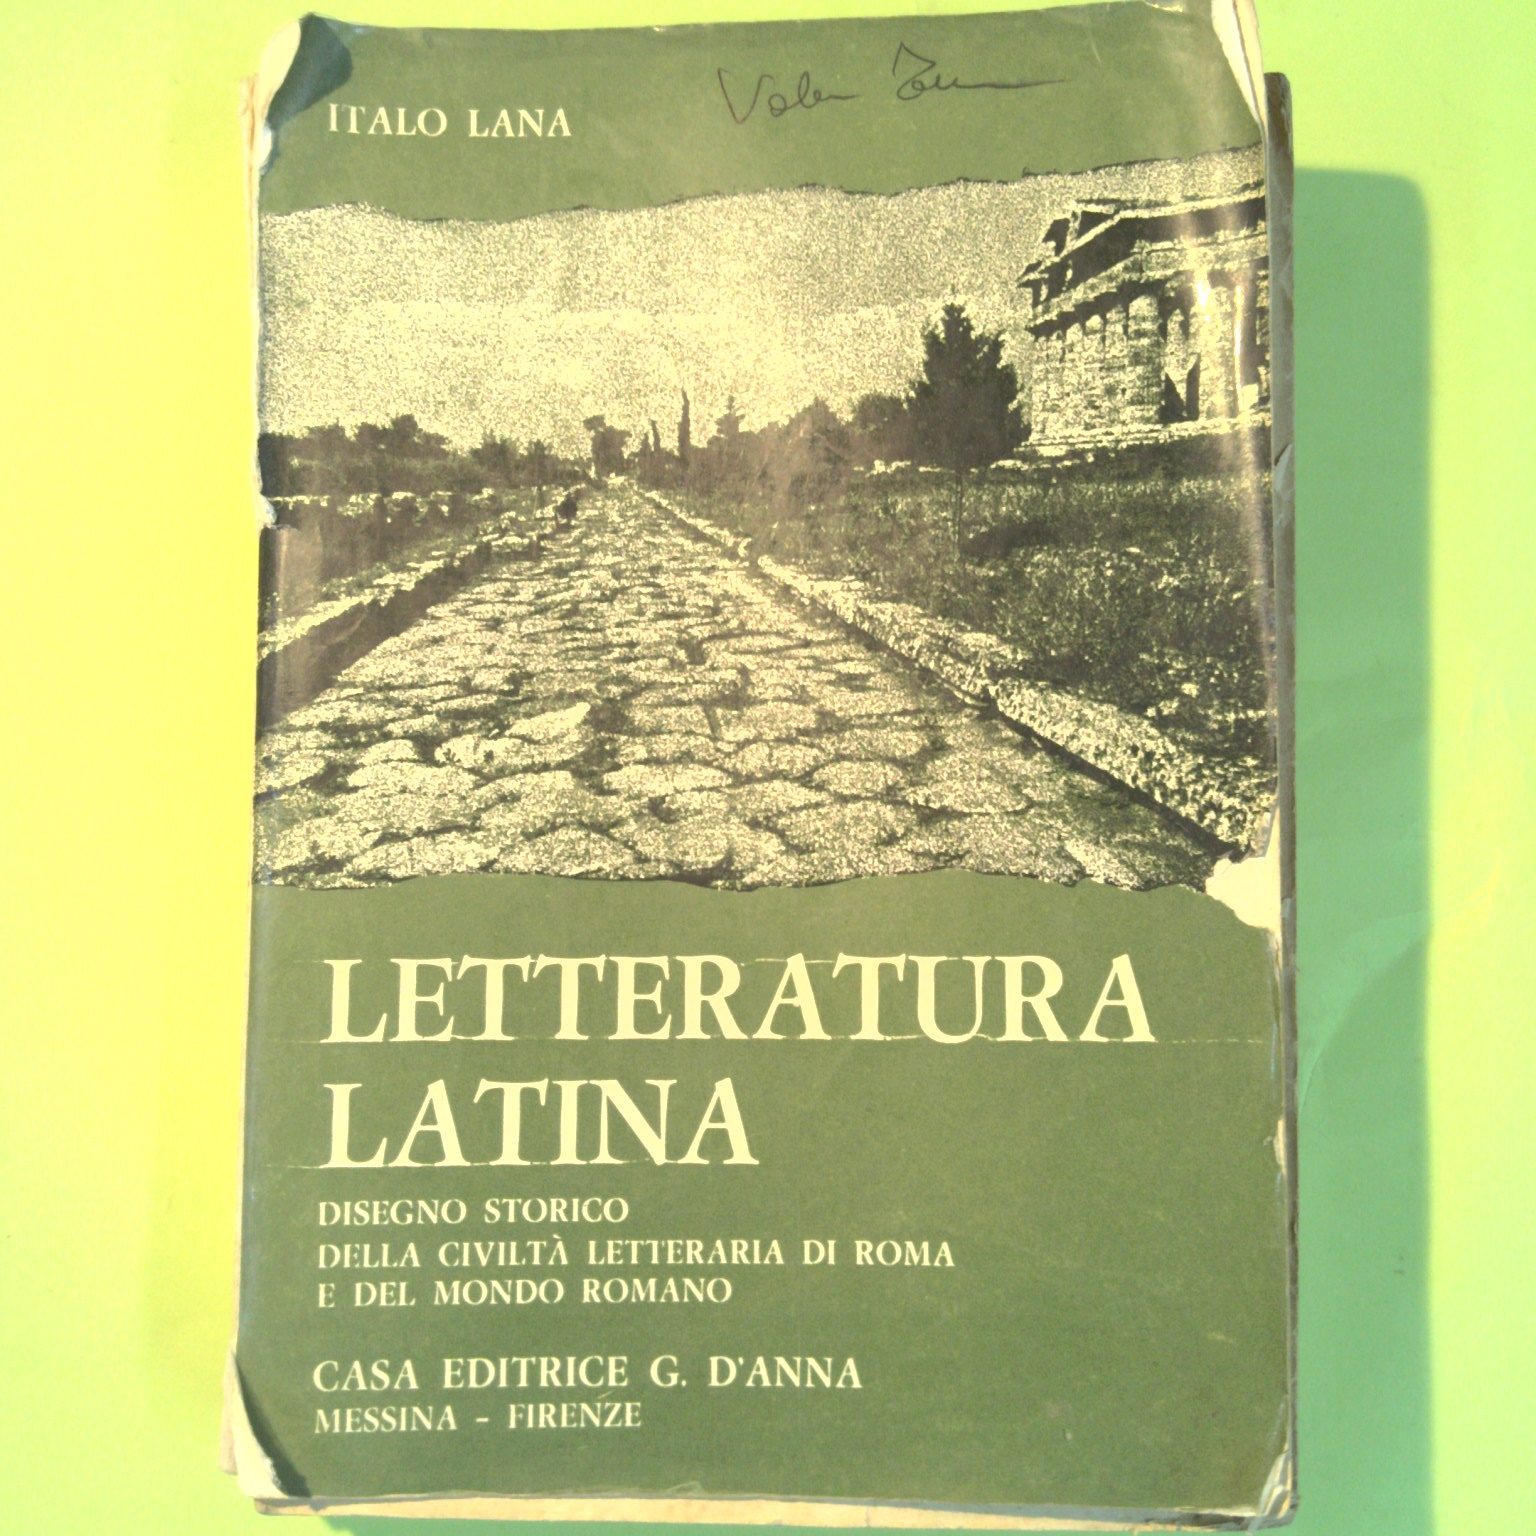 ITALO LANA
LETTERATURA
LATINA
DISEGNO STORICO
DELLA CIVILTÀ LETTERARIA DI ROMA
E DEL MONDO ROMANO
CASA EDITRICE G. D'ANNA
MESSINA - FIRENZE